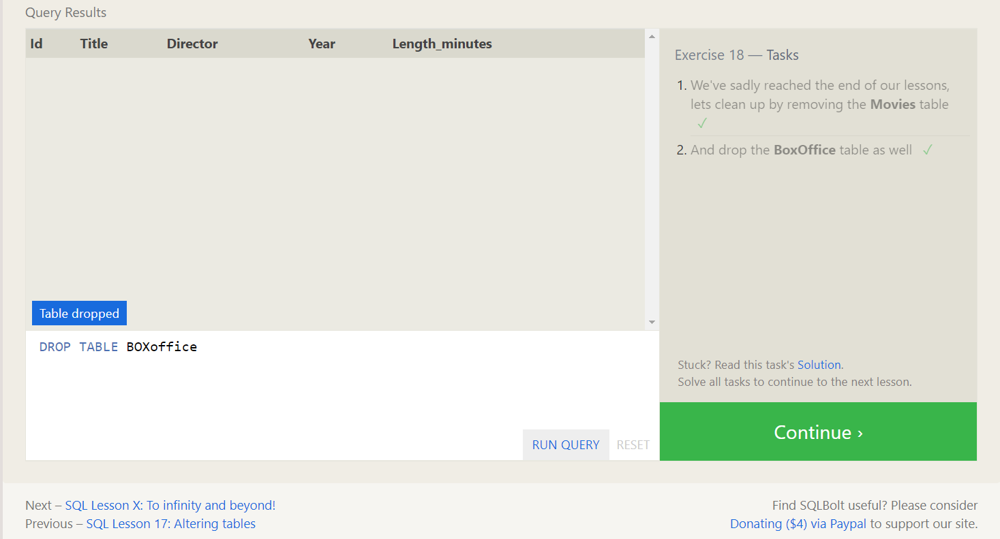 Query Results
Id Title Director Year Length_minutes
Table dropped
DROP TABLE BOXoffice
RUN QUERY RESET
Exercise 18 — Tasks
1. We've sadly reached the end of our lessons,
lets clean up by removing the Movies table
✓
2. And drop the BoxOffice table as well ✓
Stuck? Read this task's Solution.
Solve all tasks to continue to the next lesson.
Continue ›
Next – SQL Lesson X: To infinity and beyond!
Previous – SQL Lesson 17: Altering tables
Find SQLBolt useful? Please consider
Donating ($4) via Paypal to support our site.